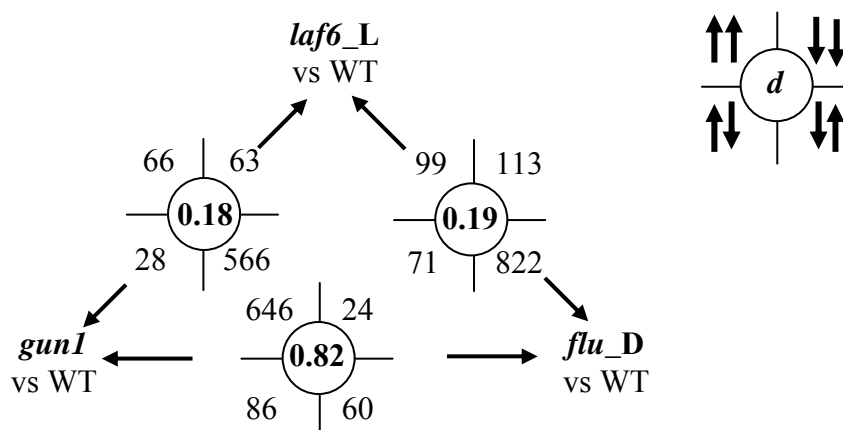 laf6_L
vs WT
d
66 63
0.18
28 566
99 113
0.19
71 822
646 24
0.82
86 60
gun1
vs WT
flu_D
vs WT